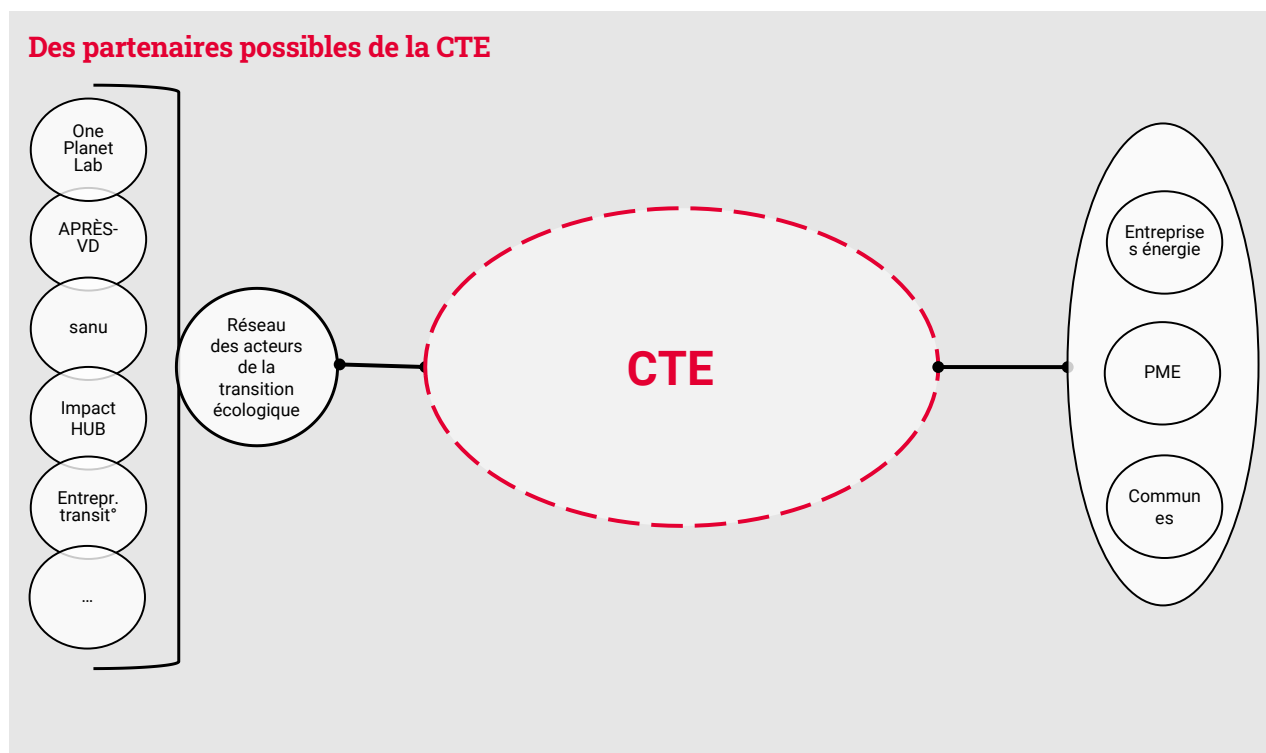 Des partenaires possibles de la CTE
One
Planet
Lab
APRÈS-
VD
sanu
Impact
HUB
Entrepr.
transit°
…
Réseau
des acteurs
de la
transition
écologique
CTE
Entreprise
s énergie
PME
Commun
es